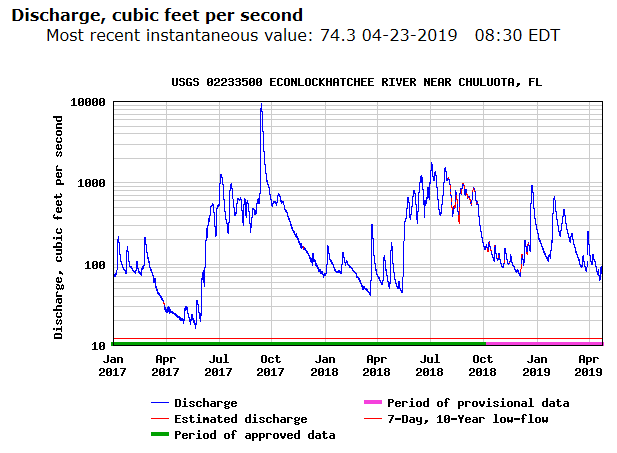 Discharge, cubic feet per second
Most recent instantaneous value: 74.3 04-23-2019 08:30 EDT
USGS 02233500 ECONLOCKHATCHEE RIVER NEAR CHULUOTA, FL
Discharge, cubic feet per second
10000
1000
100
10
Jan Apr Jul Oct Jan Apr Jul Oct Jan Apr
2017 2017 2017 2017 2018 2018 2018 2018 2019 2019
Discharge Period of provisional data
Estimated discharge 7-Day, 10-Year low-flow
Period of approved data